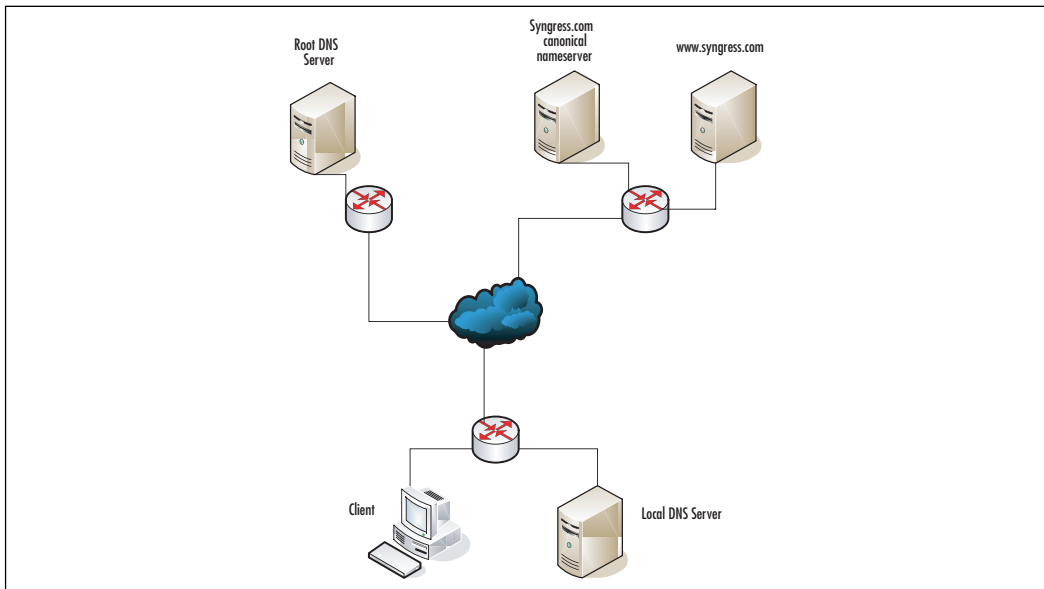 Root DNS
Server
Syngress.com
canonical
nameserver
www.syngress.com
Client
Local DNS Server